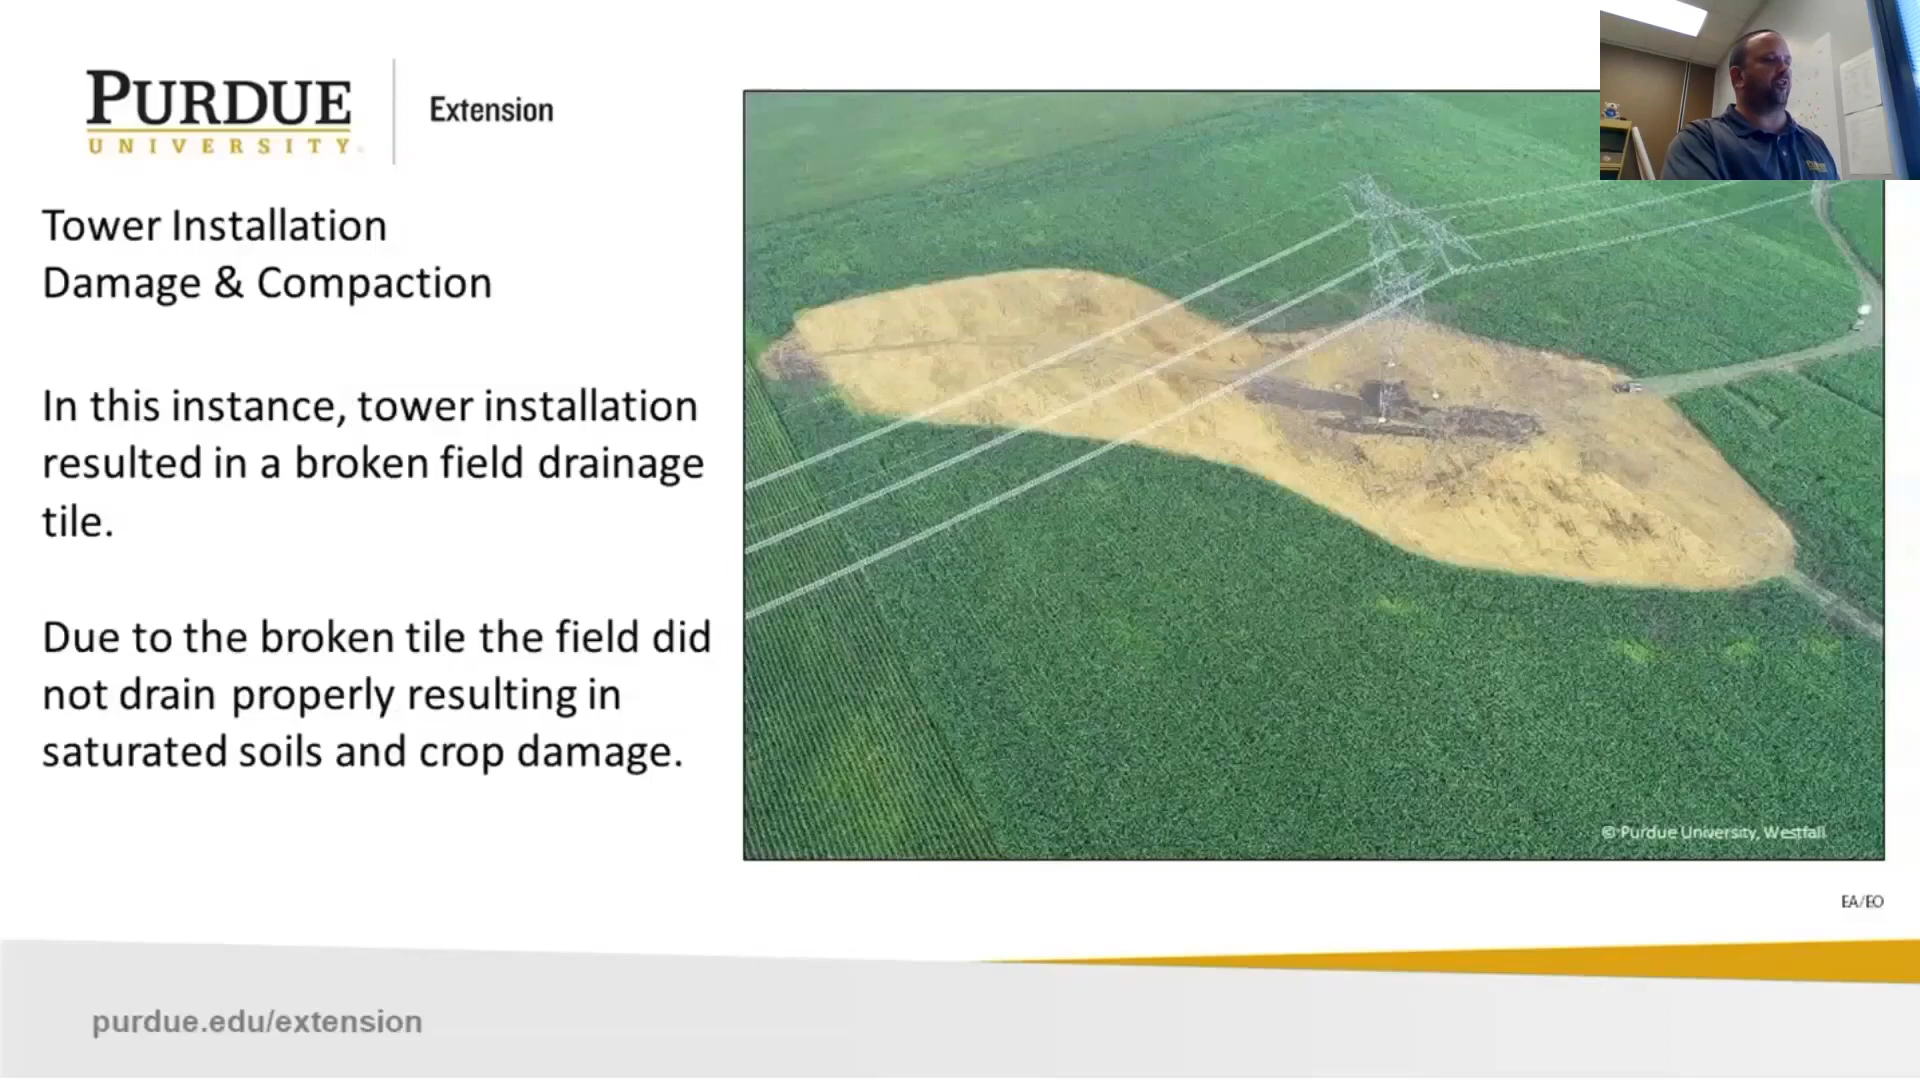 PURDUE
UNIVERSITY
Extension
Tower Installation
Damage & Compaction
In this instance, tower installation
resulted in a broken field drainage
tile.
Due to the broken tile the field did
not drain properly resulting in
saturated soils and crop damage.
© Purdue University, Westfall
EA/EO
purdue.edu/extension